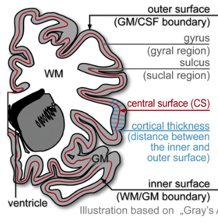 outer surface
(GM/CSF boundary)
gyrus
(gyral region)
sulcus
(suclal region)
WM
central surface (CS)
cortical thickness
(distance between
the inner and
outer surface)
GM
inner surface
(WM/GM boundary)
ventricle
Illustration based on „Gray's